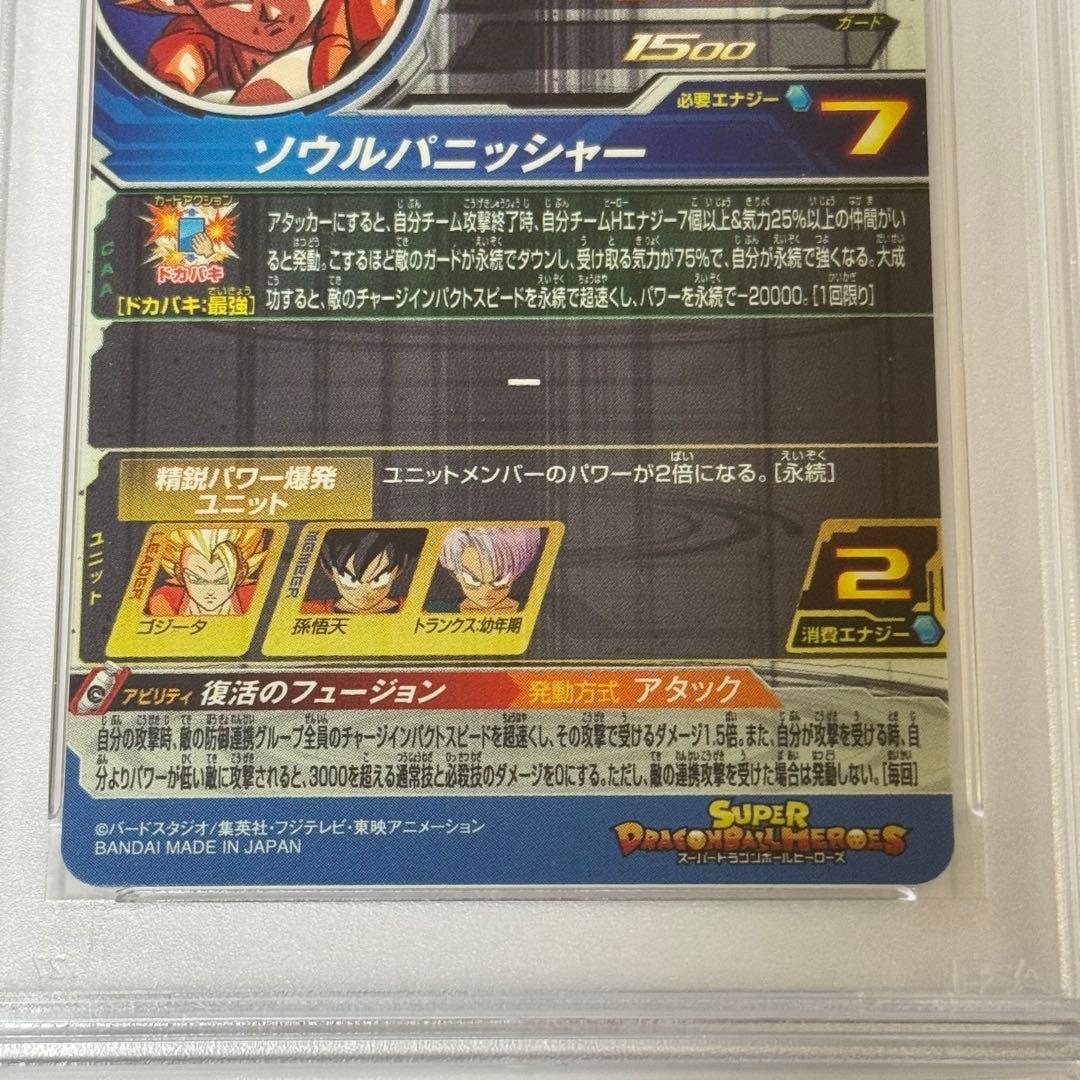 ガード
1500
必要エナジー 7
ソウルパニッシャー
カードアクション
ドカバキ
[ドカバキ:最強]
CAA
アタッカーにすると、自分チーム攻撃終了時、自分チームHエナジー7個以上&気力25%以上の仲間がい
ると発動。こするほど敵のガードが永続でダウンし、受け取る気力が75%で、自分が永続で強くなる。大成
功すると、敵のチャージインパクトスピードを永続で超速くし、パワーを永続で-20000。[1回限り]
ー
精鋭パワー爆発
ユニット
ユニットメンバーのパワーが2倍になる。[永続]
ユニット
LEADER
ゴジータ
MEMBER
孫悟天
トランクス:幼年期
2
消費エナジー
アビリティ 復活のフュージョン 発動方式 アタック
自分の攻撃時、敵の防御連携グループ全員のチャージインパクトスピードを超速くし、その攻撃で受けるダメージ1.5倍。また、自分が攻撃を受ける時、自
分よりパワーが低い敵に攻撃されると、3000を超える通常技と必殺技のダメージを0にする。ただし、敵の連携攻撃を受けた場合は発動しない。[毎回]
©バードスタジオ/集英社・フジテレビ・東映アニメーション
BANDAI MADE IN JAPAN
SUPER
DRAGONBALL HEROES
スーパードラゴンボールヒーローズ